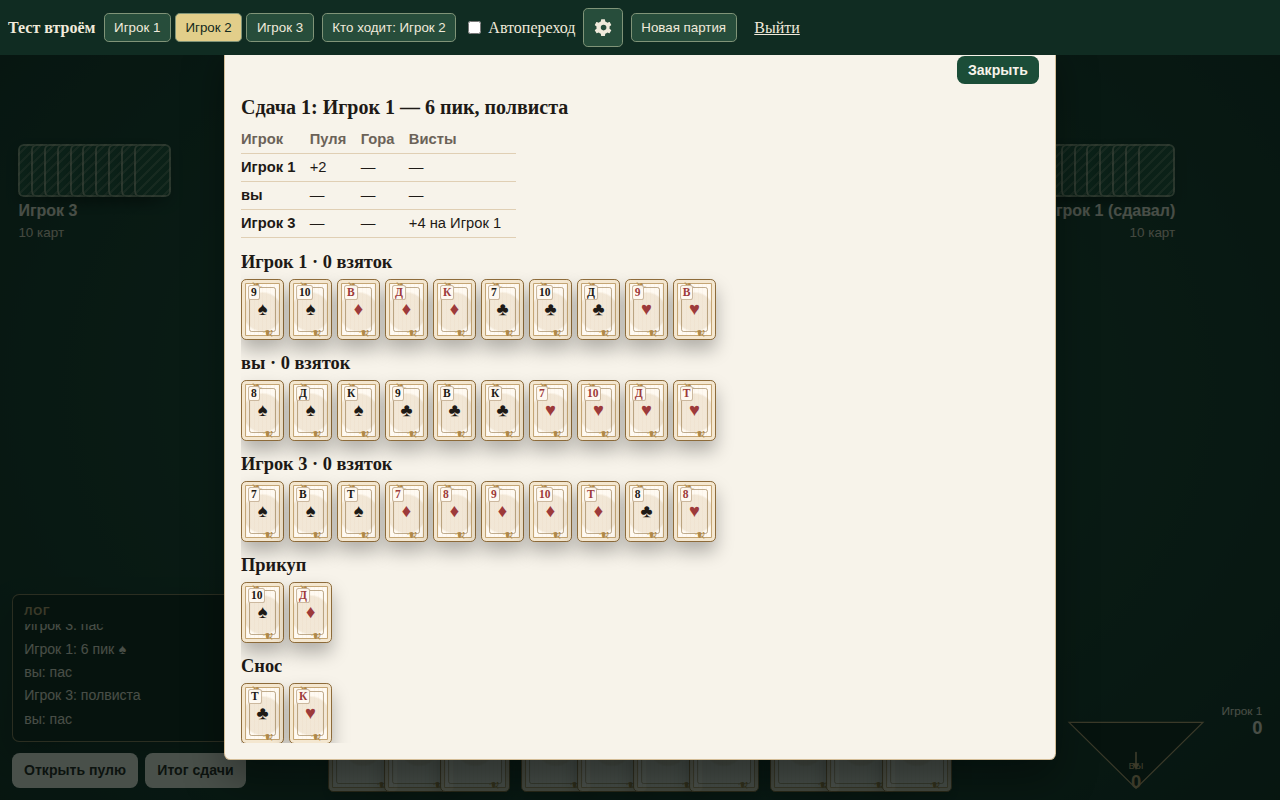 Тест втроём Игрок 1 Игрок 2 Игрок 3 Кто ходит: Игрок 2 Автопереход Новая партия Выйти
Закрыть
Сдача 1: Игрок 1 — 6 пик, полвиста
Игрок Пуля Гора Висты
Игрок 1 +2 — —
вы — — —
Игрок 3 — — +4 на Игрок 1
Игрок 3
10 карт
грок 1 (сдавал)
10 карт
Игрок 1 · 0 взяток
9♠ 10♠ В♦ Д♦ К♦ 7♣ 10♣ Д♣ 9♥ В♥
вы · 0 взяток
8♠ Д♠ К♠ 9♣ В♣ К♣ 7♥ 10♥ Д♥ Т♥
Игрок 3 · 0 взяток
7♠ В♠ Т♠ 7♦ 8♦ 9♦ 10♦ Т♦ 8♣ 8♥
Прикуп
10♠ Д♦
Снос
Т♣ К♥
ЛОГ
Игрок 3: пас
Игрок 1: 6 пик ♠
вы: пас
Игрок 3: полвиста
вы: пас
Открыть пулю Итог сдачи
Игрок 1
0
вы
0